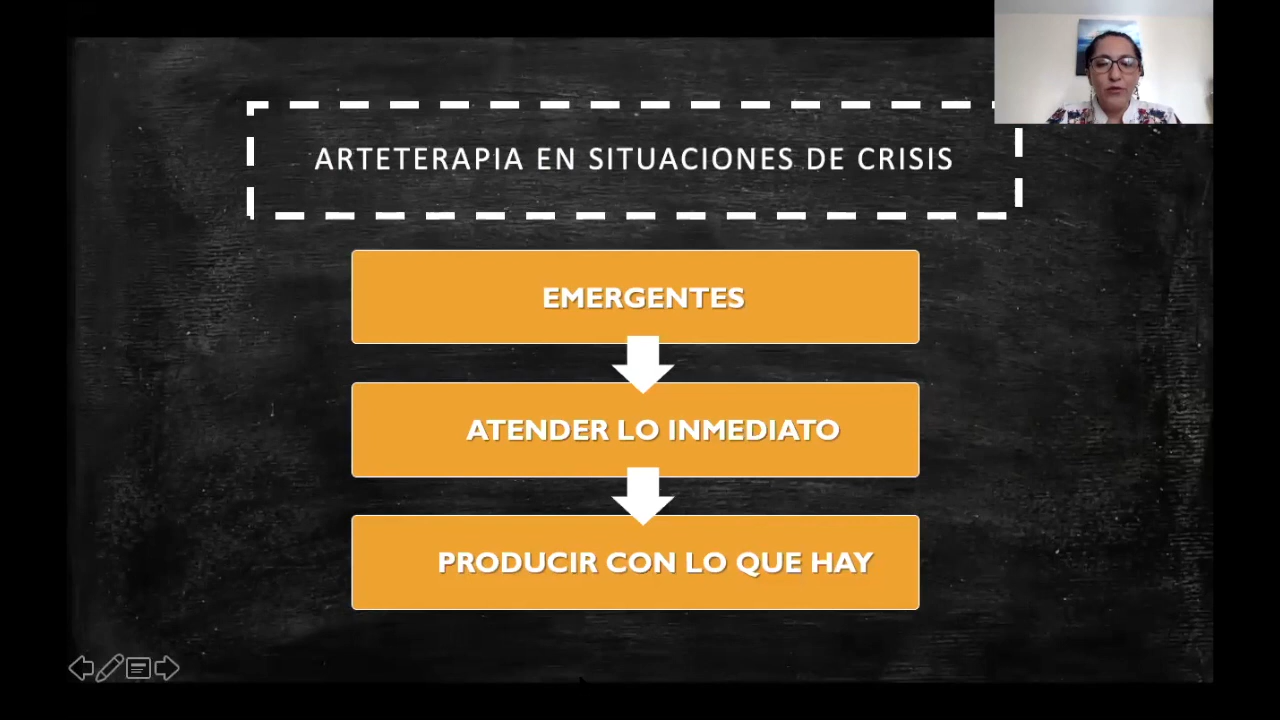 ARTETERAPIA EN SITUACIONES DE CRISIS
EMERGENTES
ATENDER LO INMEDIATO
PRODUCIR CON LO QUE HAY